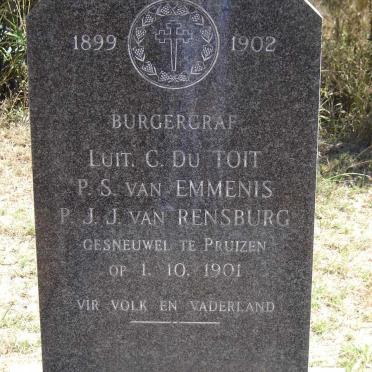 1899 1902
BURGERGRAF
LUIT. C. DU TOIT
P. S. VAN EMMENIS
P. J. J. VAN RENSBURG
GESNEUWEL TE PRUIZEN
OP 1. 10. 1901
VIR VOLK EN VADERLAND